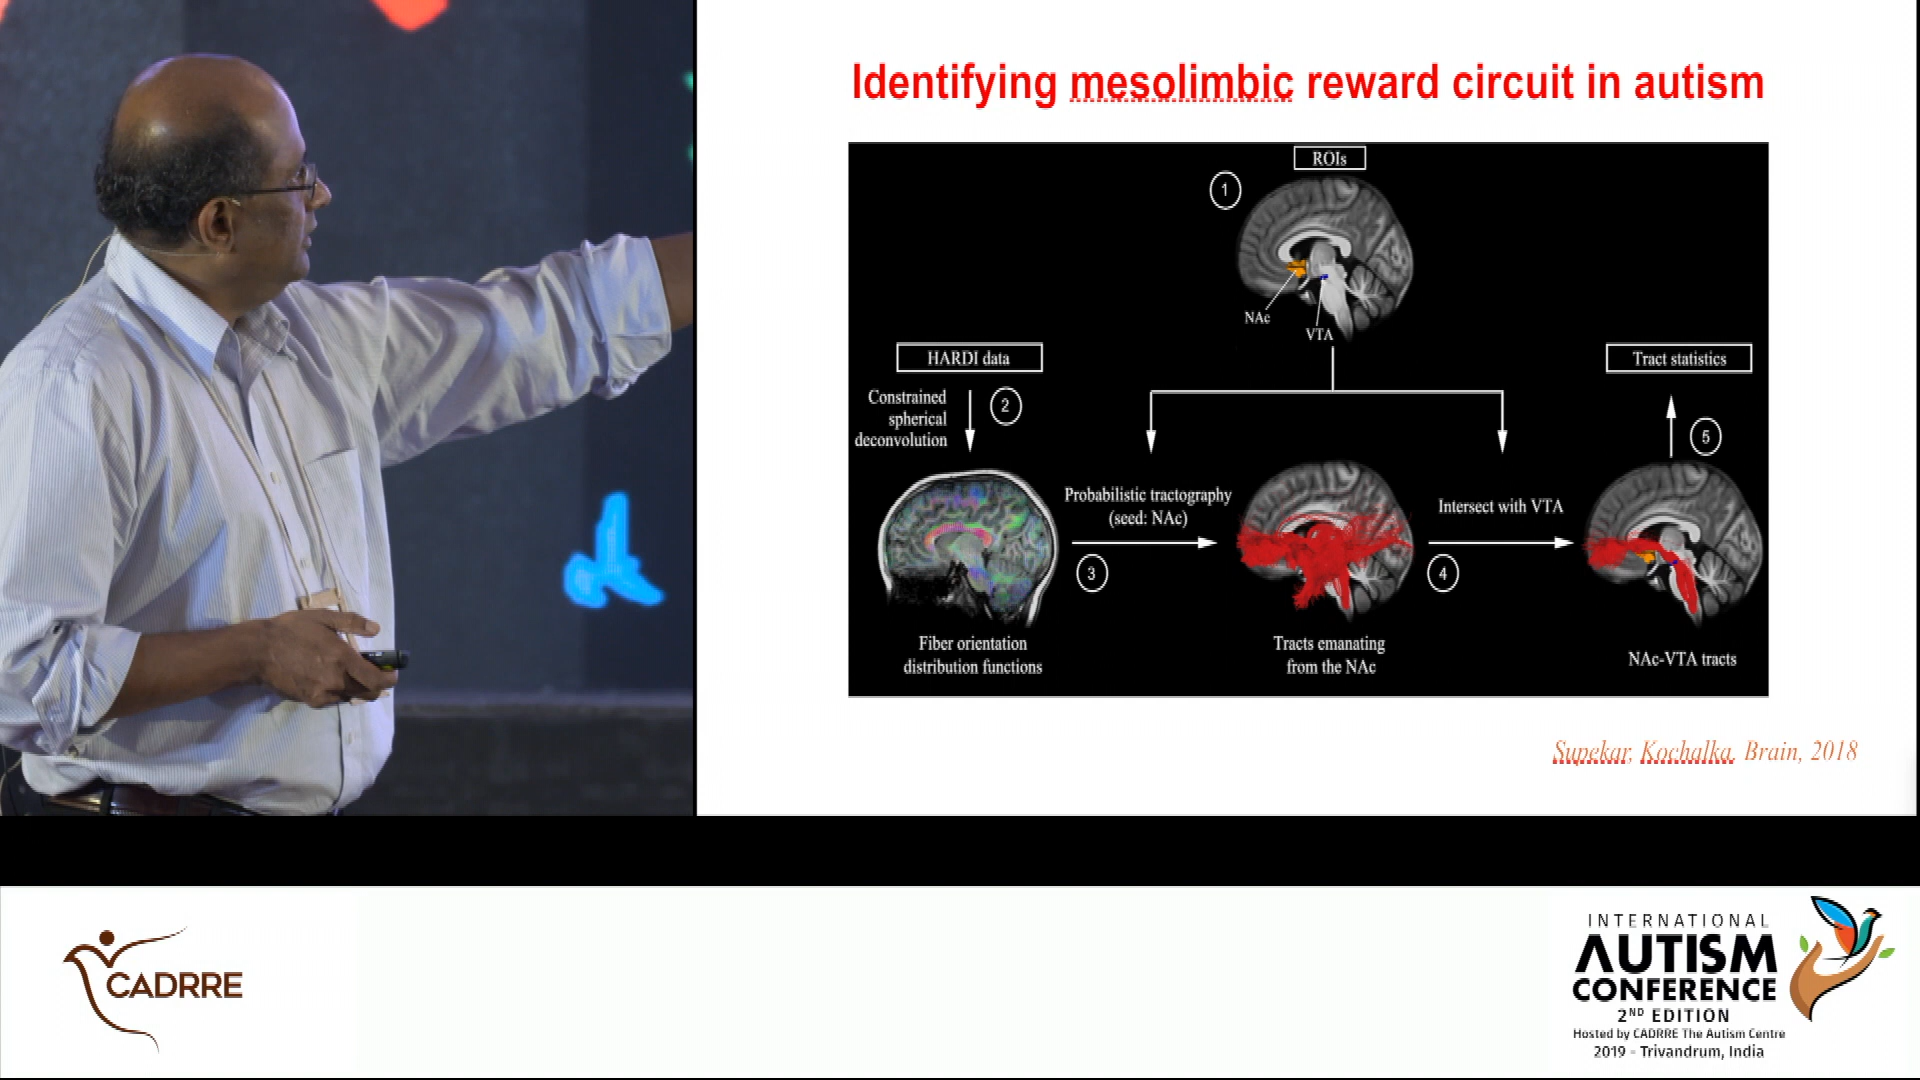 Identifying mesolimbic reward circuit in autism
ROIs
1
NAc
VTA
HARDI data
Constrained
spherical
deconvolution
2
Tract statistics
5
Probabilistic tractography
(seed: NAc)
3
Intersect with VTA
4
Fiber orientation
distribution functions
Tracts emanating
from the NAc
NAc-VTA tracts
Supekar, Kochalka, Brain, 2018
CADRRE
INTERNATIONAL
AUTISM
CONFERENCE
2ND EDITION
Hosted by CADRRE The Autism Centre
2019 - Trivandrum, India